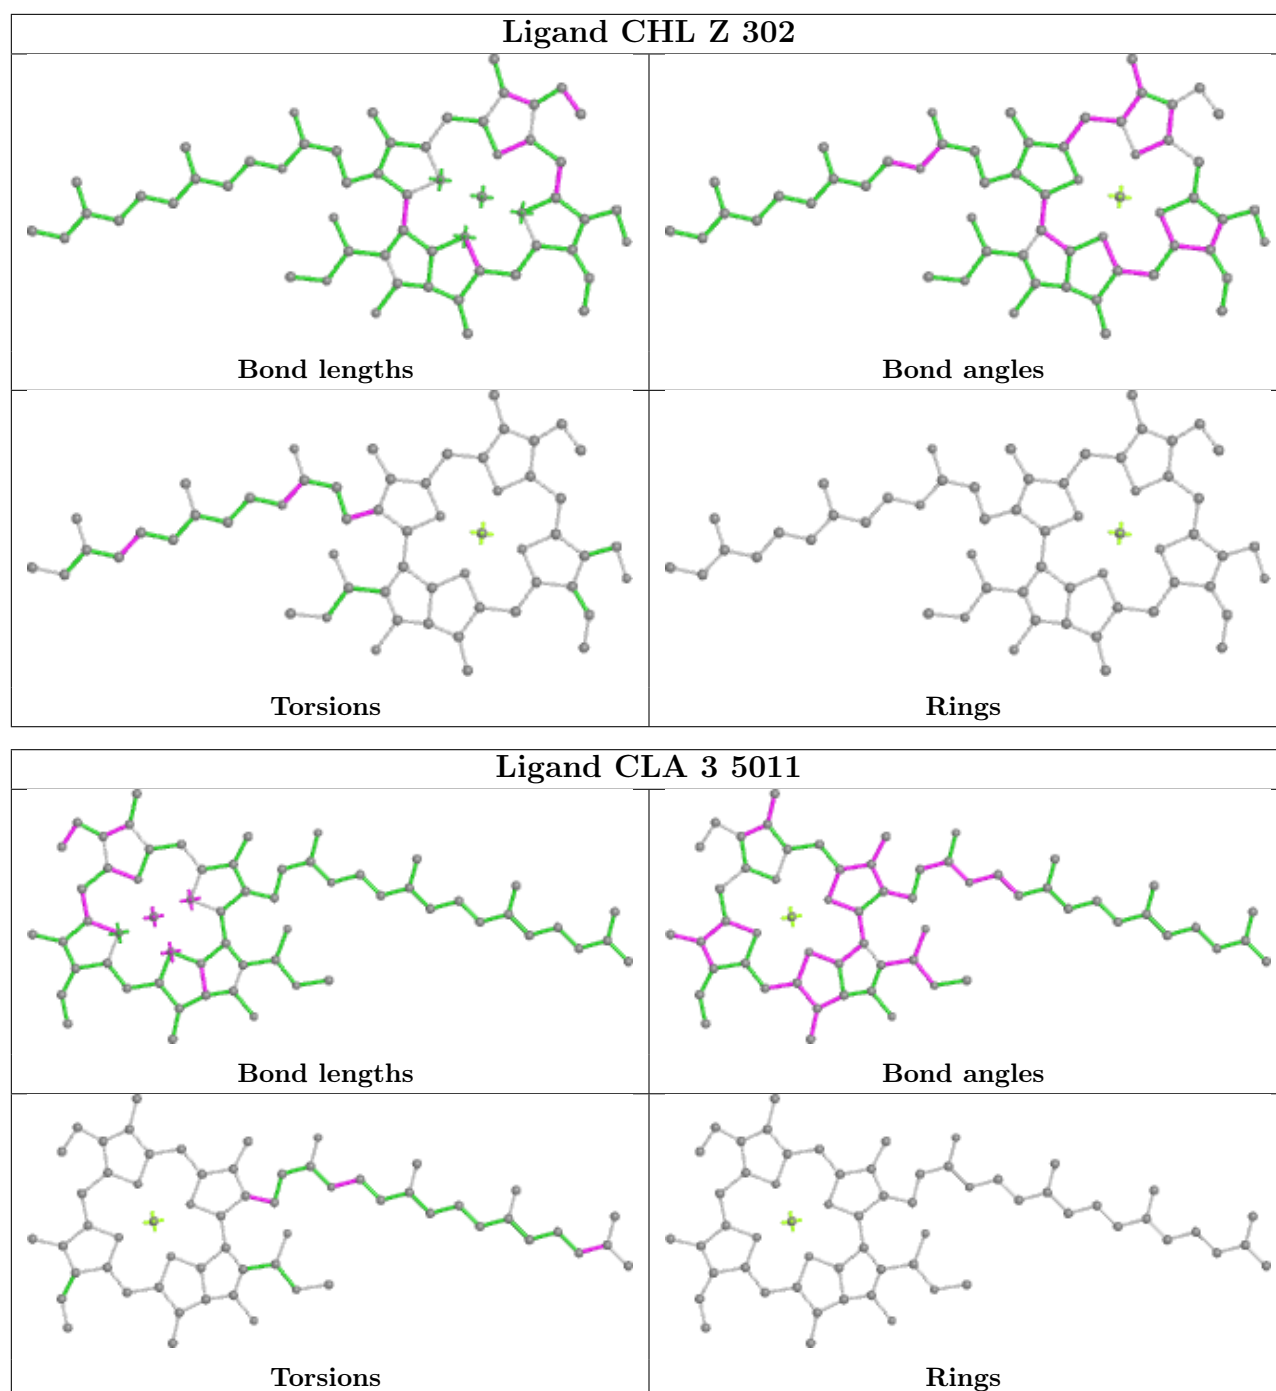 Ligand CHL Z 302
Bond lengths
Bond angles
Torsions
Rings
Ligand CLA 3 5011
Bond lengths
Bond angles
Torsions
Rings